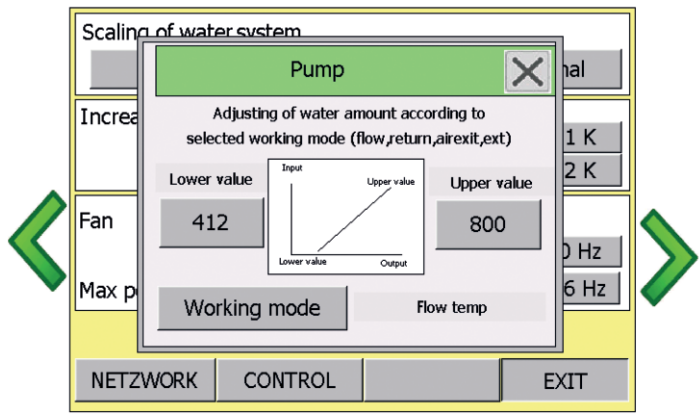 Scaling of water system
nal
Pump
Adjusting of water amount according to
selected working mode (flow,return,airexit,ext)
Increa
1 K
2 K
Lower value
Input
Upper value
Upper value
412
800
Lower value
Output
Fan
0 Hz
Max p
6 Hz
Working mode
Flow temp
NETZWORK
CONTROL
EXIT